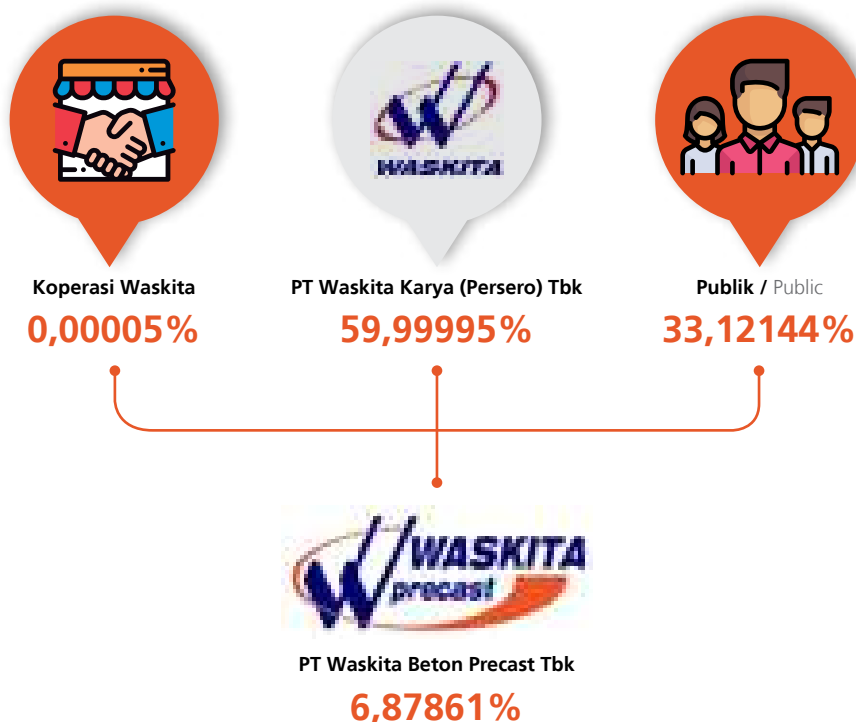 WASKITA
Koperasi Waskita
0,00005%
PT Waskita Karya (Persero) Tbk
59,99995%
Publik / Public
33,12144%
WASKITA
precast
PT Waskita Beton Precast Tbk
6,87861%